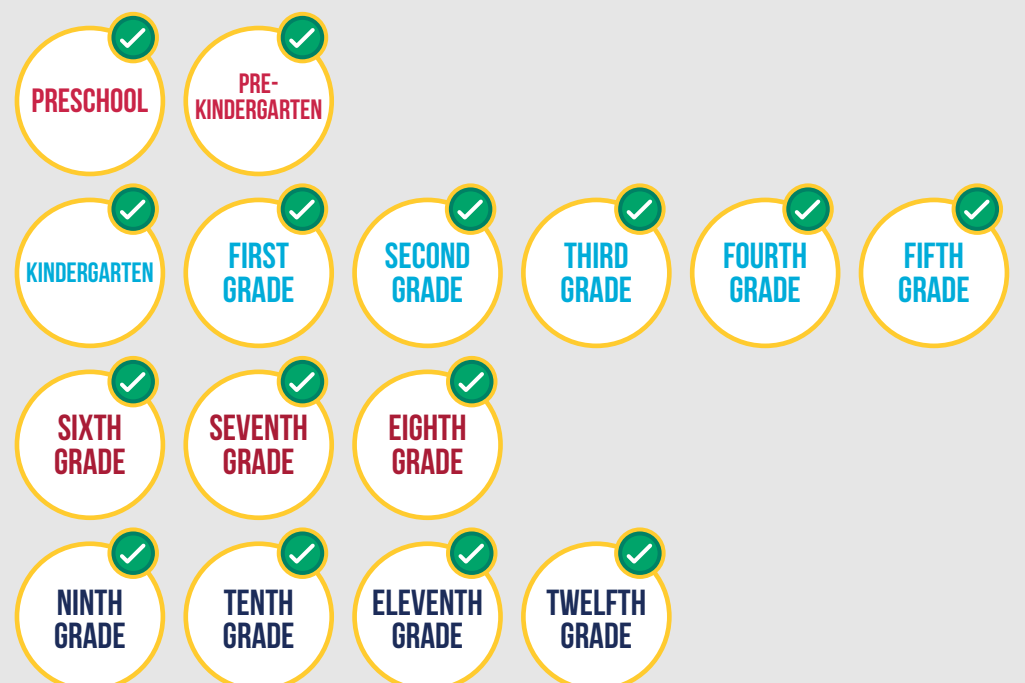 PRESCHOOL
PRE-
KINDERGARTEN
KINDERGARTEN
FIRST
GRADE
SECOND
GRADE
THIRD
GRADE
FOURTH
GRADE
FIFTH
GRADE
SIXTH
GRADE
SEVENTH
GRADE
EIGHTH
GRADE
NINTH
GRADE
TENTH
GRADE
ELEVENTH
GRADE
TWELFTH
GRADE